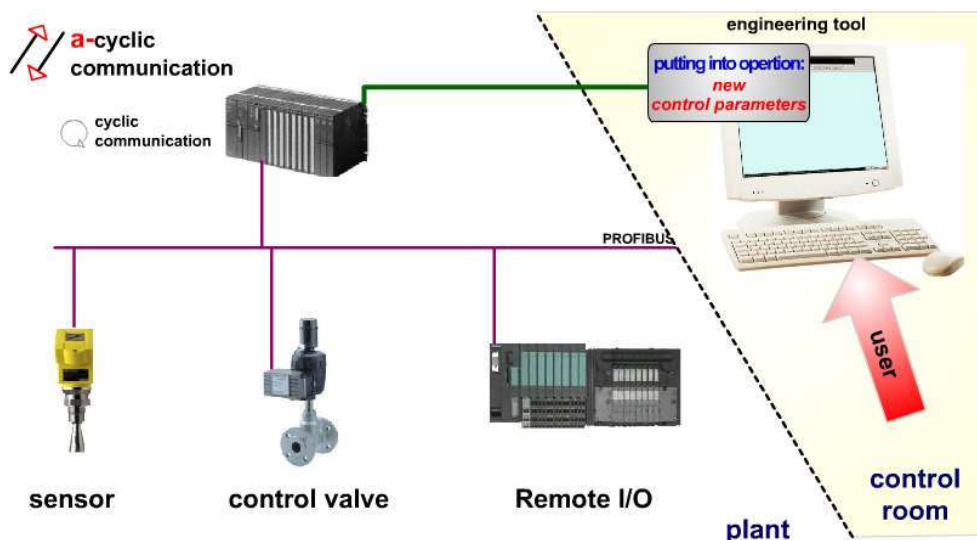 a-cyclic
communication
cyclic
communication
engineering tool
putting into opertion:
new
control parameters
PROFIBUS
user
sensor
control valve
Remote I/O
control
room
plant